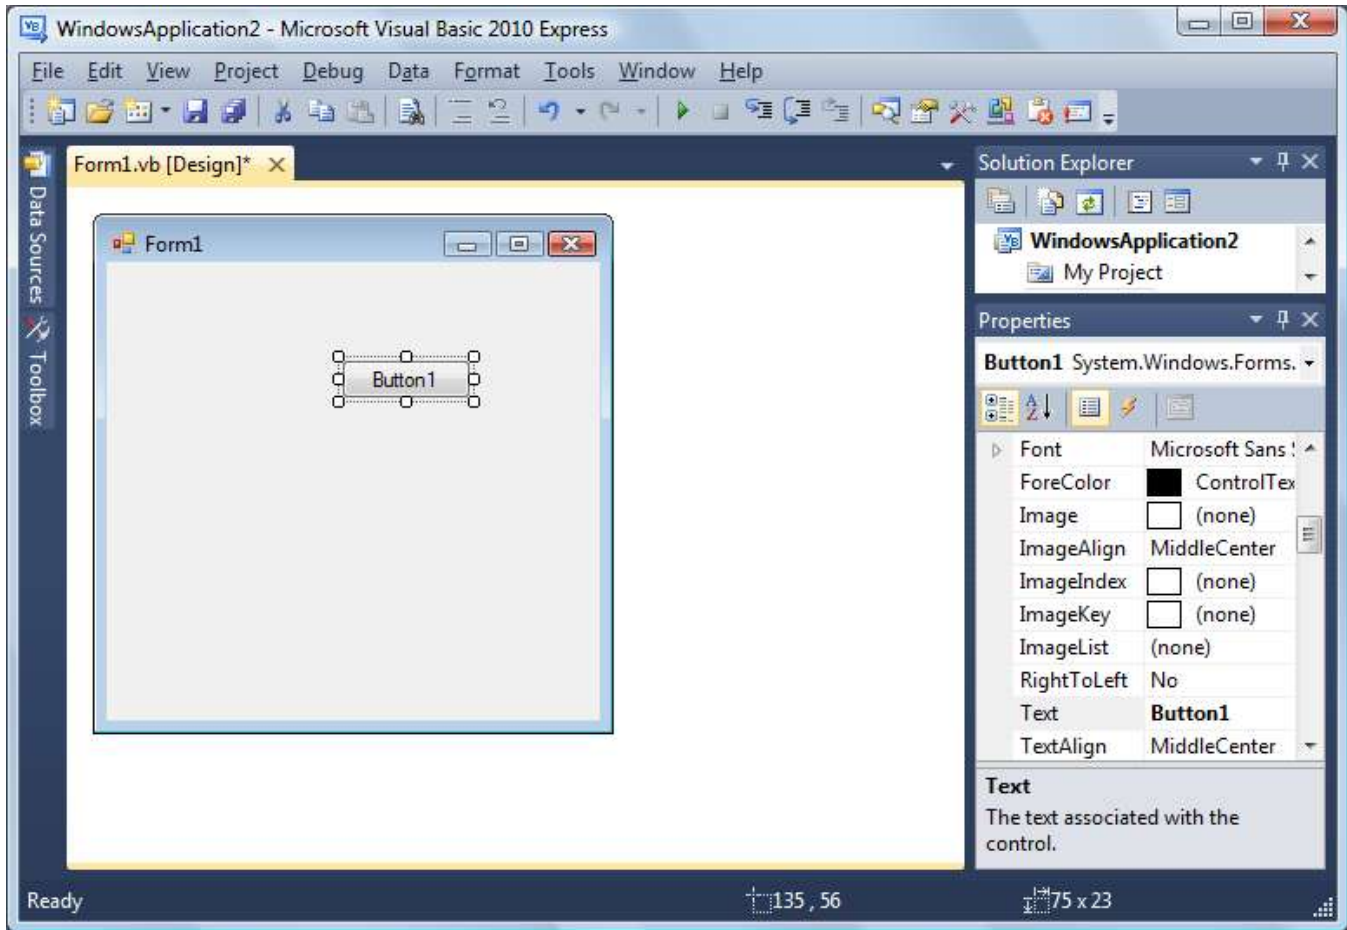 WindowsApplication2 - Microsoft Visual Basic 2010 Express
File Edit View Project Debug Data Format Tools Window Help
Data Sources
Toolbox
Form1.vb [Design]*
Form1
Button1
Solution Explorer
WindowsApplication2
My Project
Properties
Button1 System.Windows.Forms.
Font Microsoft Sans
ForeColor ControlTex
Image (none)
ImageAlign MiddleCenter
ImageIndex (none)
ImageKey (none)
ImageList (none)
RightToLeft No
Text Button1
TextAlign MiddleCenter
Text
The text associated with the
control.
Ready 135 , 56 75 x 23